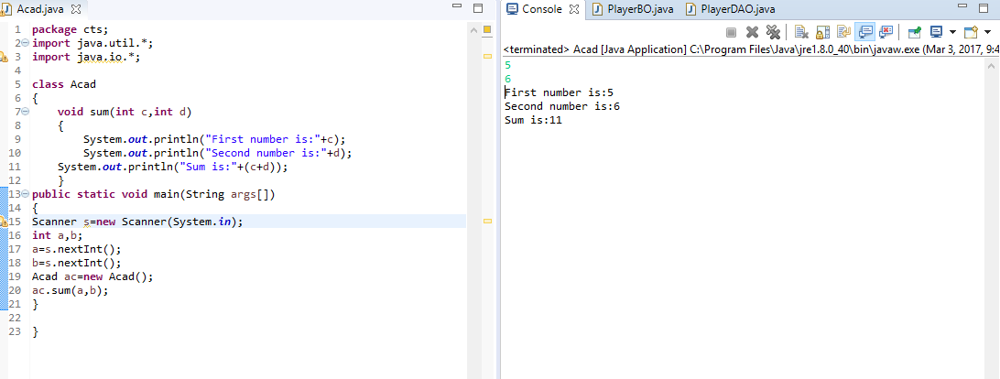 Acad.java
1 package cts;
2 import java.util.*;
3 import java.io.*;
4
5 class Acad
6 {
7 void sum(int c,int d)
8 {
9 System.out.println("First number is:"+c);
10 System.out.println("Second number is:"+d);
11 System.out.println("Sum is:"+(c+d));
12 }
13 public static void main(String args[])
14 {
15 Scanner s=new Scanner(System.in);
16 int a,b;
17 a=s.nextInt();
18 b=s.nextInt();
19 Acad ac=new Acad();
20 ac.sum(a,b);
21 }
22
23 }
Console PlayerBO.java PlayerDAO.java
<terminated> Acad [Java Application] C:\Program Files\Java\jre1.8.0_40\bin\javaw.exe (Mar 3, 2017, 9:4
5
6
First number is:5
Second number is:6
Sum is:11